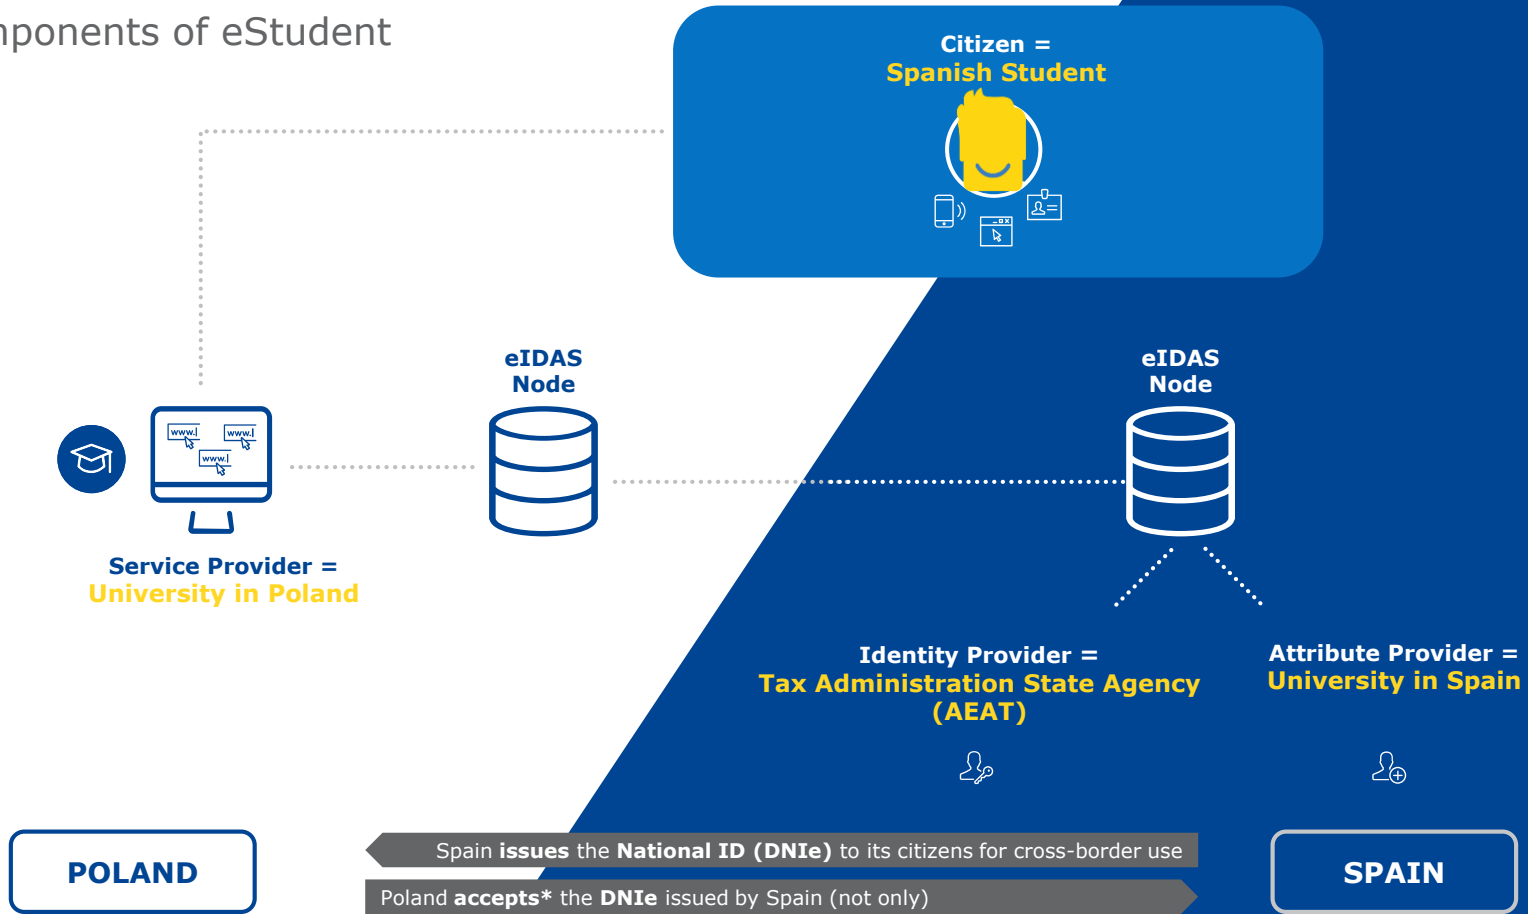 mponents of eStudent
Citizen =
Spanish Student
eIDAS
Node
eIDAS
Node
www.
www.
www.
Service Provider =
University in Poland
Identity Provider =
Tax Administration State Agency
(AEAT)
Attribute Provider =
University in Spain
POLAND
Spain issues the National ID (DNIe) to its citizens for cross-border use
Poland accepts* the DNIe issued by Spain (not only)
SPAIN